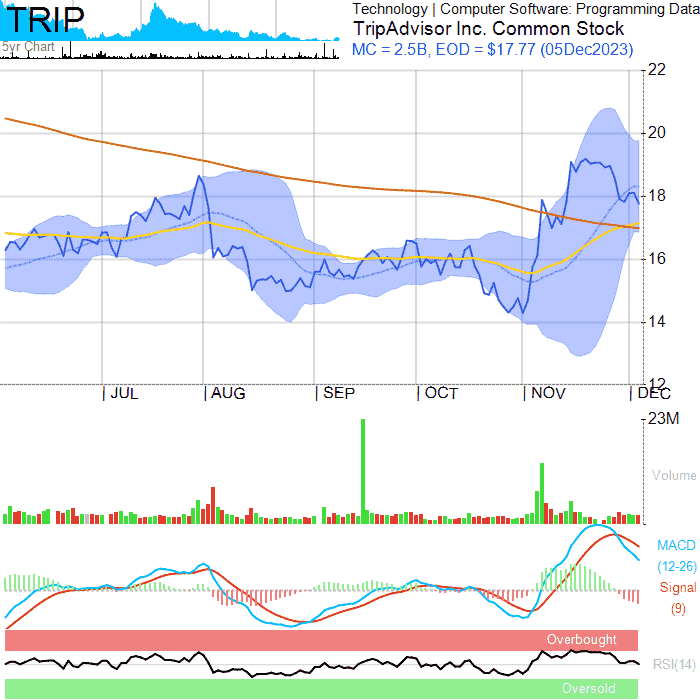 TRIP
5yr Chart
Technology | Computer Software: Programming Data
TripAdvisor Inc. Common Stock
MC = 2.5B, EOD = $17.77 (05Dec2023)
22
20
18
16
14
12
| JUL | AUG | SEP | OCT | NOV | DEC
23M
Volume
MACD
(12-26)
Signal
(9)
Overbought
RSI(14)
Oversold